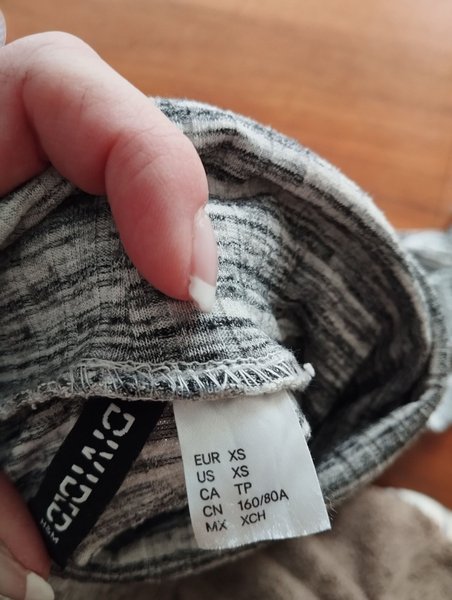 DIVIDED
H&M
EUR XS
US XS
CA TP
CN 160/80A
MX XCH